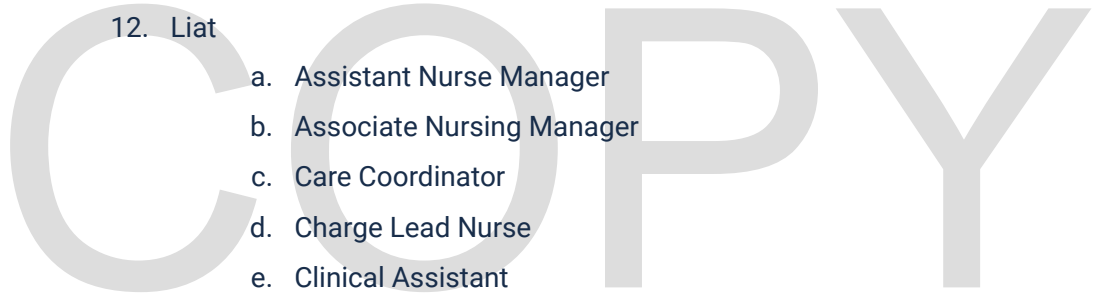 COPY
12. Liat
a. Assistant Nurse Manager
b. Associate Nursing Manager
c. Care Coordinator
d. Charge Lead Nurse
e. Clinical Assistant